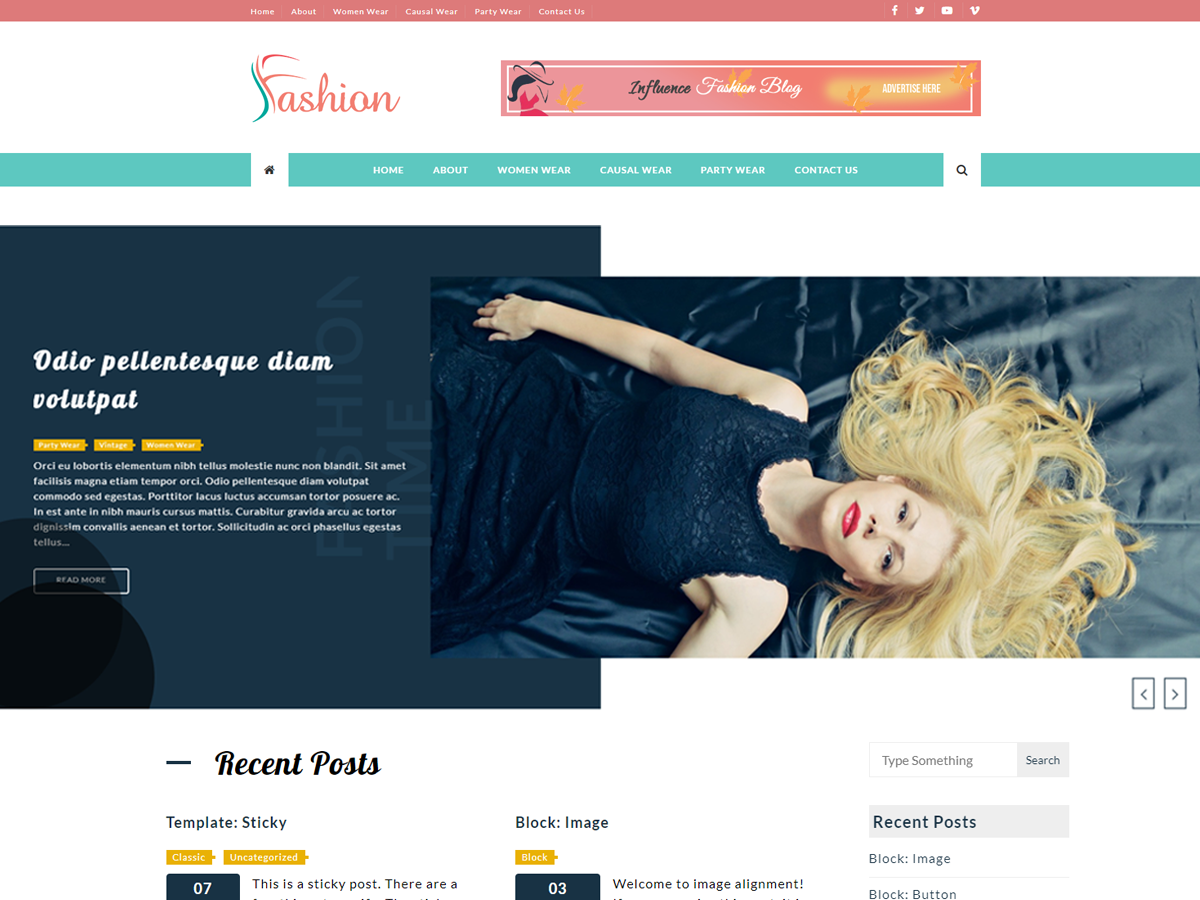 Home About Women Wear Causal Wear Party Wear Contact Us
Fashion
Influence Fashion Blog ADVERTISE HERE
HOME ABOUT WOMEN WEAR CAUSAL WEAR PARTY WEAR CONTACT US
FASHION
TIME
Odio pellentesque diam
volutpat
Party Wear Vintage Women Wear
Orci eu lobortis elementum nibh tellus molestie nunc non blandit. Sit amet
facilisis magna etiam tempor orci. Odio pellentesque diam volutpat
commodo sed egestas. Porttitor lacus luctus accumsan tortor posuere ac.
In est ante in nibh mauris cursus mattis. Curabitur gravida arcu ac tortor
dignissim convallis aenean et tortor. Sollicitudin ac orci phasellus egestas
tellus...
READ MORE
Recent Posts
Template: Sticky
Classic Uncategorized
07
This is a sticky post. There are a
Block: Image
Block
03
Welcome to image alignment!
Type Something Search
Recent Posts
Block: Image
Block: Button